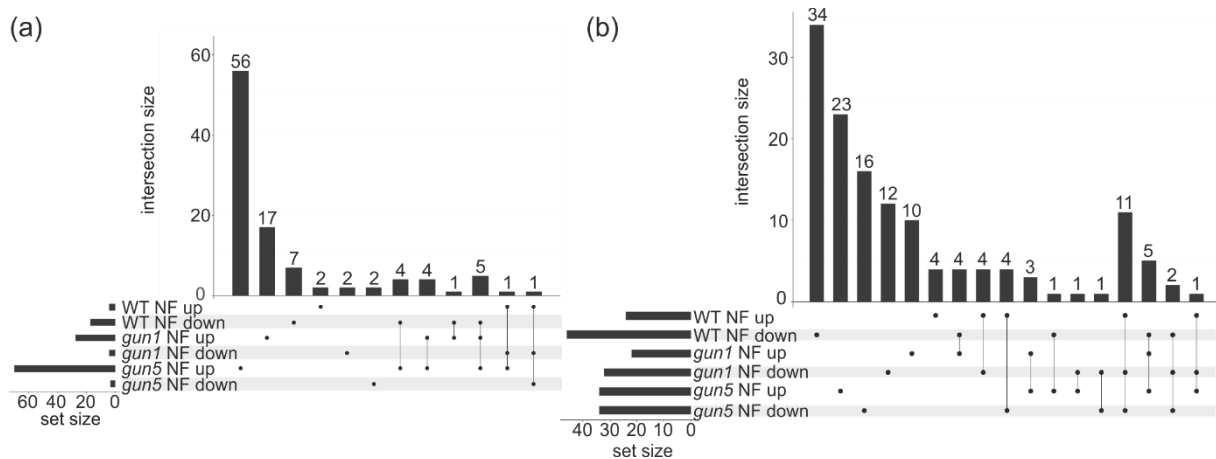 (a)
intersection size
60
40
20
0
56
17
7
2
2
2
4
4
1
5
1
1
WT NF up
WT NF down
gun1 NF up
gun1 NF down
gun5 NF up
gun5 NF down
60 40 20 0
set size
(b)
intersection size
30
20
10
0
34
23
16
12
10
4
4
4
4
3
1
1
1
11
5
2
1
WT NF up
WT NF down
gun1 NF up
gun1 NF down
gun5 NF up
gun5 NF down
40 30 20 10 0
set size